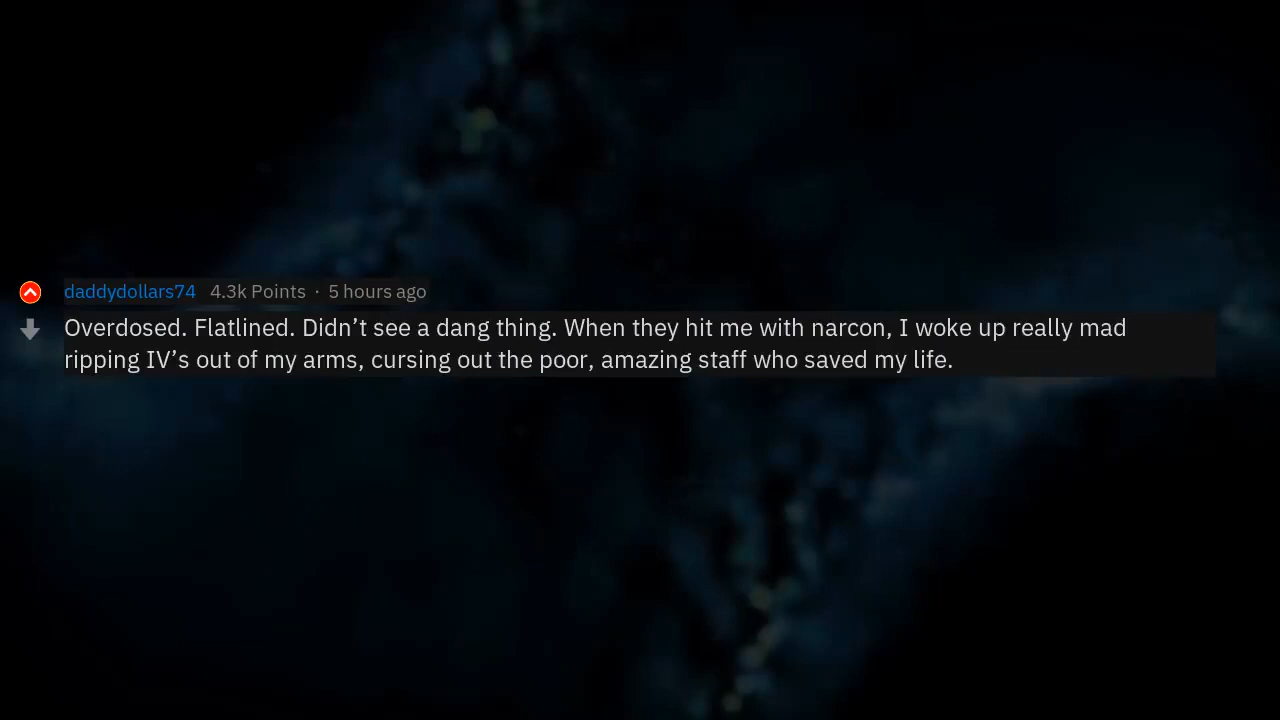 daddydollars74 4.3k Points · 5 hours ago
Overdosed. Flatlined. Didn’t see a dang thing. When they hit me with narcon, I woke up really mad
ripping IV’s out of my arms, cursing out the poor, amazing staff who saved my life.